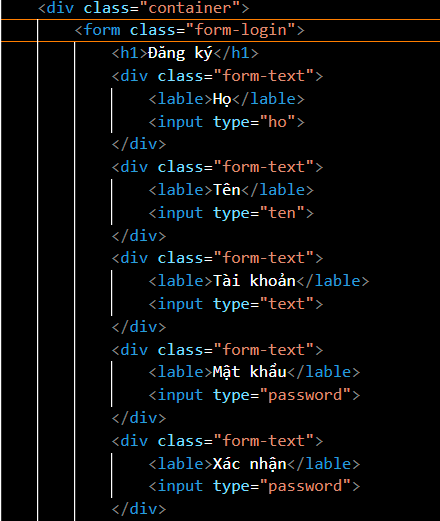 <div class="container">
<form class="form-login">
<h1>Đăng ký</h1>
<div class="form-text">
<lable>Họ</lable>
<input type="ho">
</div>
<div class="form-text">
<lable>Tên</lable>
<input type="ten">
</div>
<div class="form-text">
<lable>Tài khoản</lable>
<input type="text">
</div>
<div class="form-text">
<lable>Mật khẩu</lable>
<input type="password">
</div>
<div class="form-text">
<lable>Xác nhận</lable>
<input type="password">
</div>